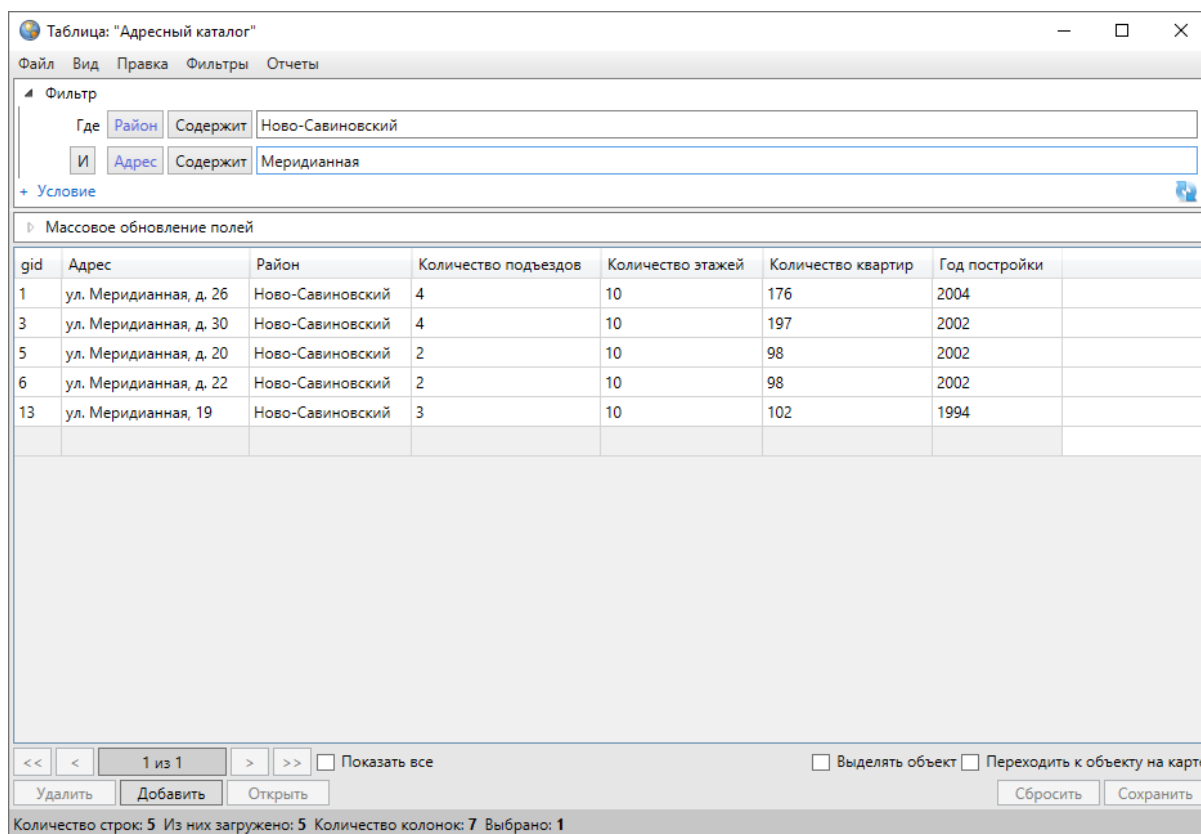 Таблица: "Адресный каталог"
Файл Вид Правка Фильтры Отчеты
Фильтр
Где Район Содержит Ново-Савиновский
И Адрес Содержит Меридианная
+ Условие
Массовое обновление полей
gid Адрес Район Количество подъездов Количество этажей Количество квартир Год постройки
1 ул. Меридианная, д. 26 Ново-Савиновский 4 10 176 2004
3 ул. Меридианная, д. 30 Ново-Савиновский 4 10 197 2002
5 ул. Меридианная, д. 20 Ново-Савиновский 2 10 98 2002
6 ул. Меридианная, д. 22 Ново-Савиновский 2 10 98 2002
13 ул. Меридианная, 19 Ново-Савиновский 3 10 102 1994
<< < 1 из 1 > >> Показать все Выделять объект Переходить к объекту на карте
Удалить Добавить Открыть Сбросить Сохранить
Количество строк: 5 Из них загружено: 5 Количество колонок: 7 Выбрано: 1